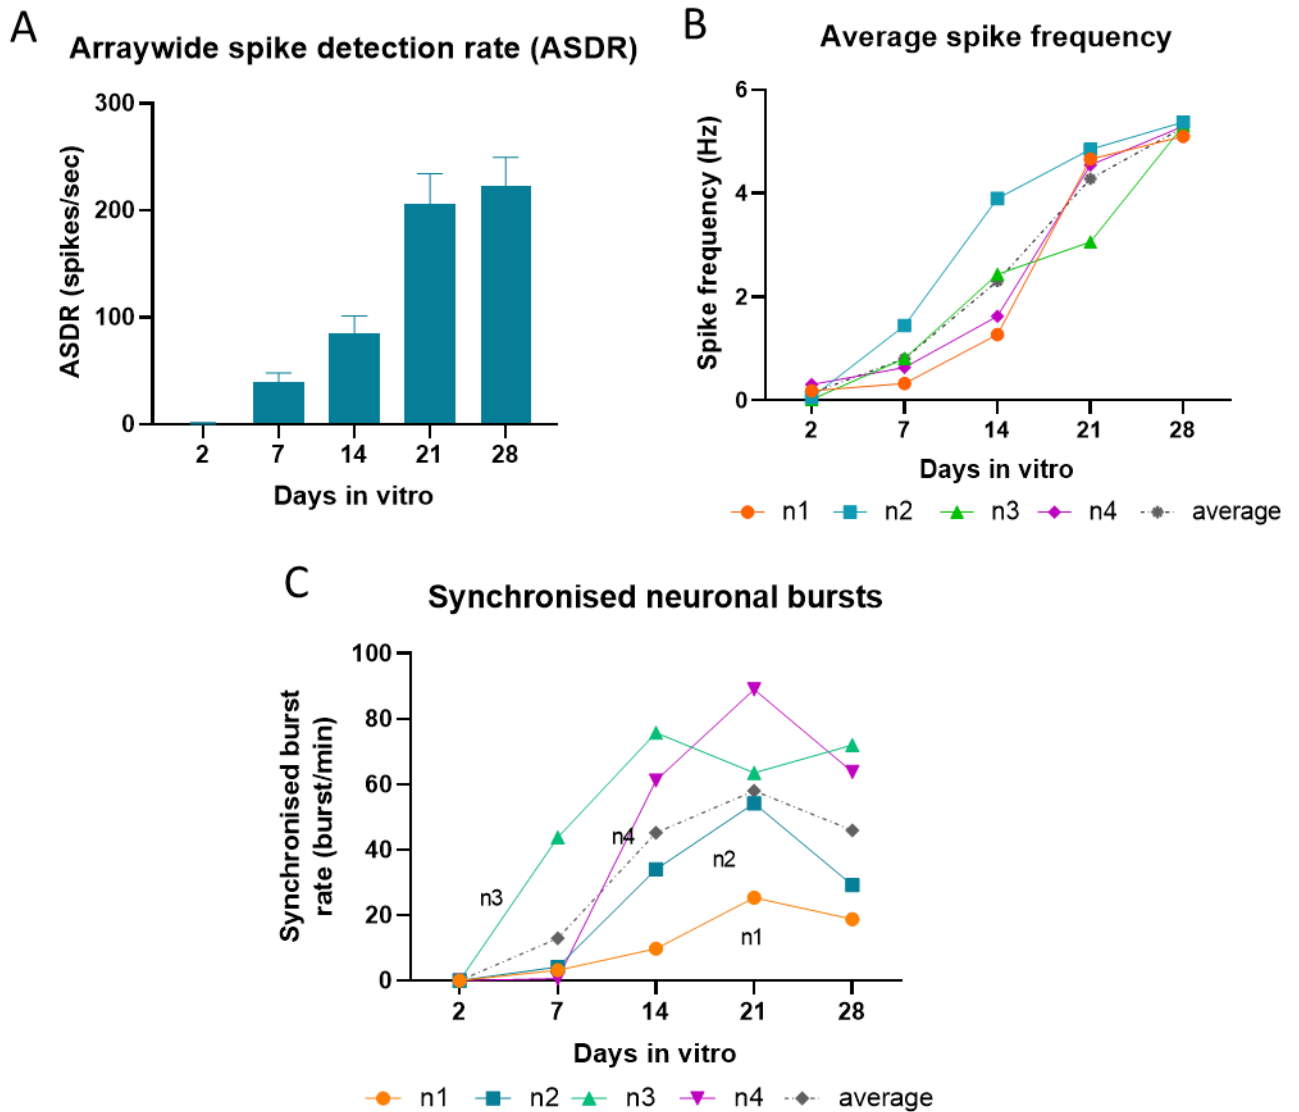 A
Arraywide spike detection rate (ASDR)
300
200
100
0
ASDR (spikes/sec)
2 7 14 21 28
Days in vitro
B
Average spike frequency
6
4
2
0
Spike frequency (Hz)
2 7 14 21 28
Days in vitro
n1 n2 n3 n4 average
C
Synchronised neuronal bursts
100
80
60
40
20
0
Synchronised burst
rate (burst/min)
n4
n2
n3
n1
2 7 14 21 28
Days in vitro
n1 n2 n3 n4 average